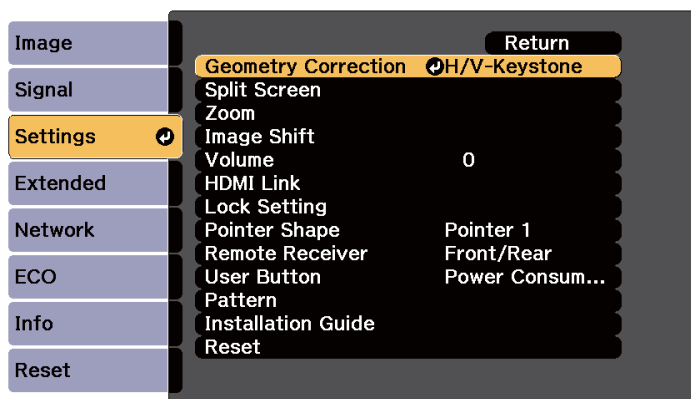 Image
Signal
Settings
Extended
Network
ECO
Info
Reset
Return
Geometry Correction H/V-Keystone
Split Screen
Zoom
Image Shift
Volume 0
HDMI Link
Lock Setting
Pointer Shape Pointer 1
Remote Receiver Front/Rear
User Button Power Consum...
Pattern
Installation Guide
Reset